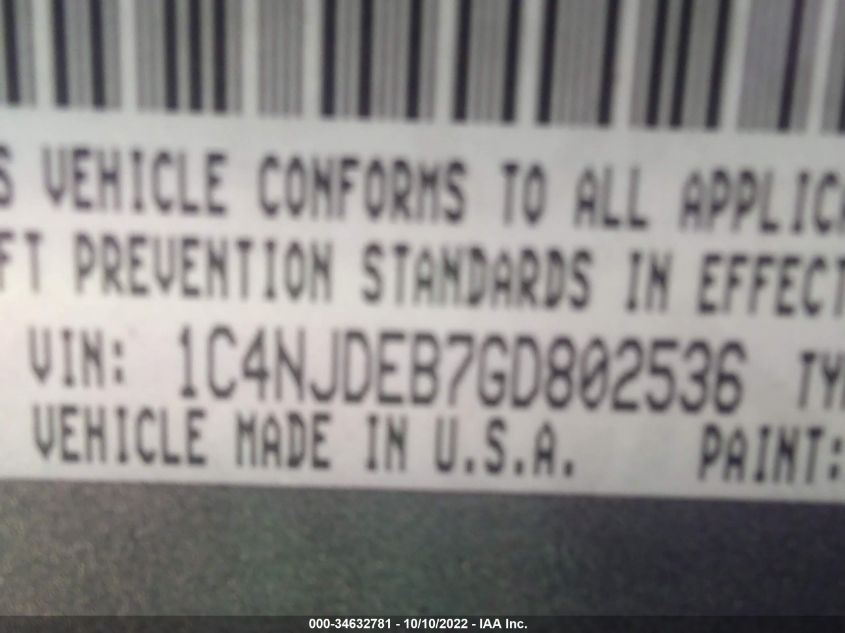 S VEHICLE CONFORMS TO ALL APPLICA
FT PREVENTION STANDARDS IN EFFECT
VIN: 1C4NJDEB7GD802536 TY
VEHICLE MADE IN U.S.A. PAINT:
000-34632781 - 10/10/2022 - IAA Inc.